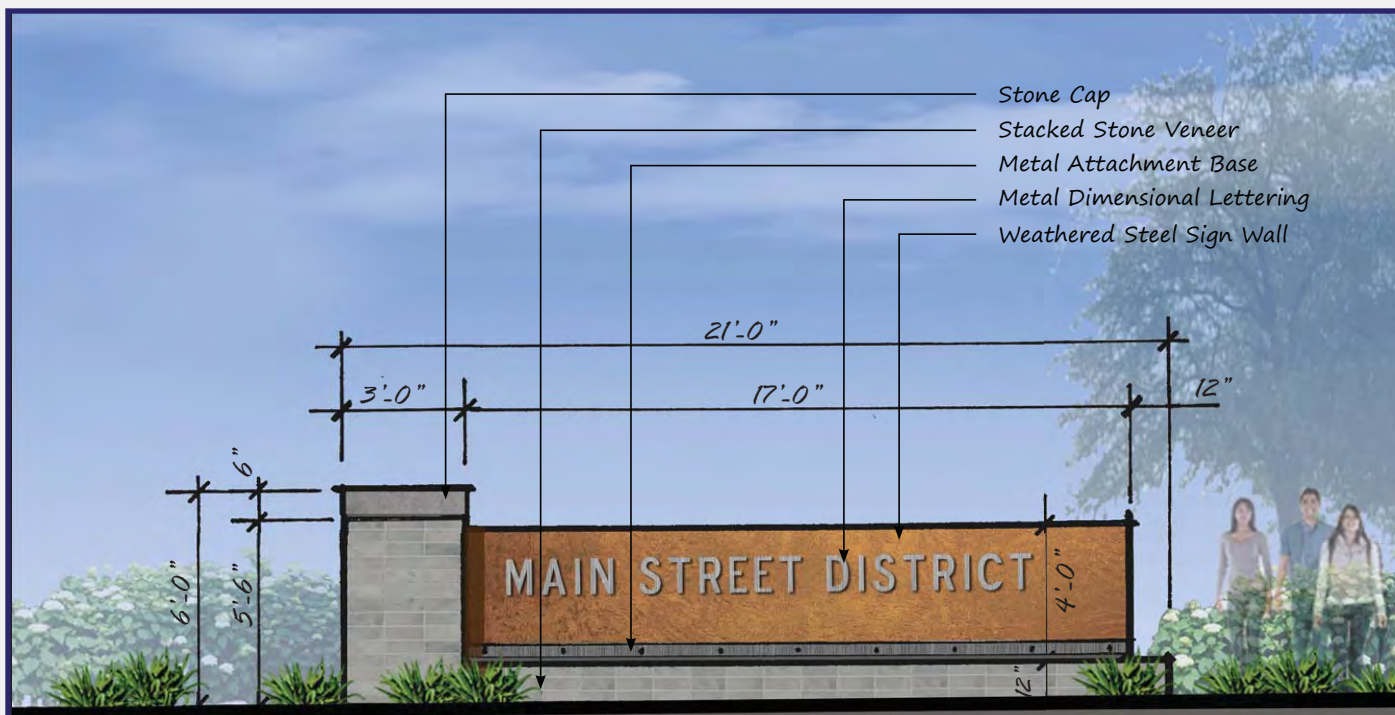 Stone Cap
Stacked Stone Veneer
Metal Attachment Base
Metal Dimensional Lettering
Weathered Steel Sign Wall
21'-0"
3'-0"
17'-0"
12"
6"
6'-0"
5'-6"
MAIN STREET DISTRICT
4'-0"
12"